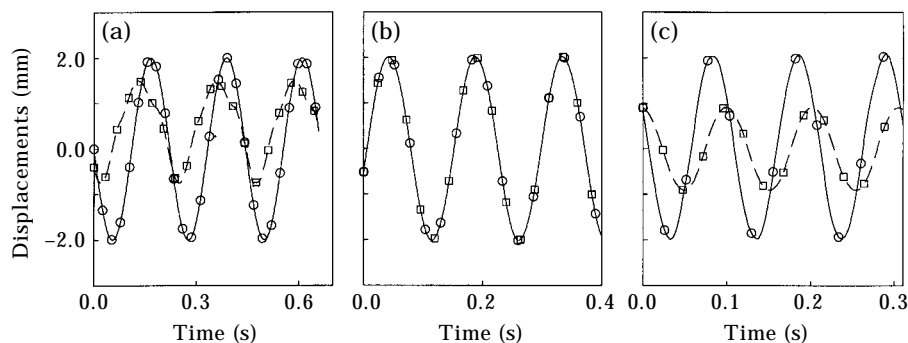 (a) (b) (c)
2.0
0.0
−2.0
Displacements (mm)
0.0 0.3 0.6 0.0 0.2 0.4 0.0 0.1 0.2 0.3
Time (s) Time (s) Time (s)